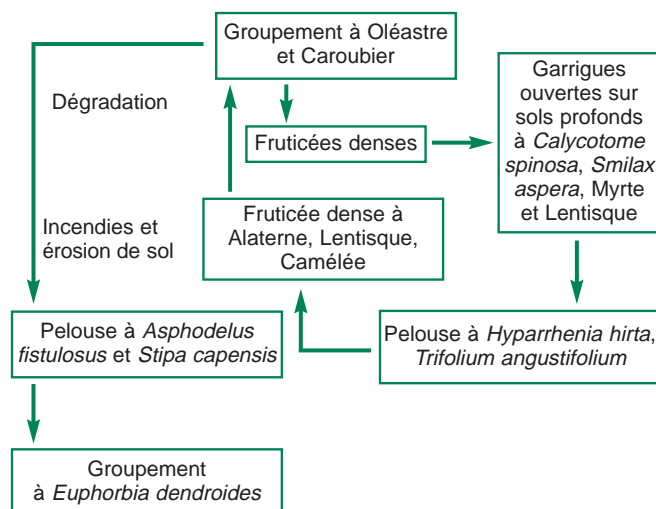 Groupement à Oléastre
et Caroubier
Dégradation
Fruticées denses
Garrigues
ouvertes sur
sols profonds
à Calycotome
spinosa, Smilax
aspera, Myrte
et Lentisque
Incendies et
érosion de sol
Fruticée dense à
Alaterne, Lentisque,
Camélée
Pelouse à Asphodelus
fistulosus et Stipa capensis
Pelouse à Hyparrhenia hirta,
Trifolium angustifolium
Groupement
à Euphorbia dendroides